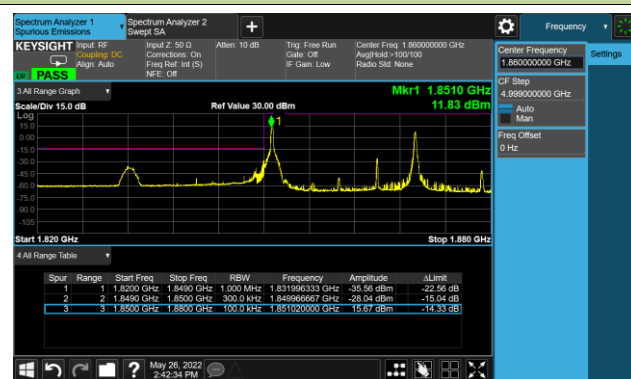 Spectrum Analyzer 1
Spurious Emissions
Spectrum Analyzer 2
Swept SA
+
Frequency
KEYSIGHT
Input: RF
Coupling: DC
Align: Auto
Input Z: 50 Ω
Corrections: On
Freq Ref: Int (S)
NFE: Off
Atten: 10 dB
Trig: Free Run
Gate: Off
IF Gain: Low
Center Freq: 1.860000000 GHz
Avg|Hold:>100/100
Radio Std: None
PASS
Center Frequency
1.860000000 GHz
Settings
CF Step
4.999000000 GHz
Auto
Man
Freq Offset
0 Hz
3 All Range Graph
Mkr1 1.8510 GHz
Scale/Div 15.0 dB
Ref Value 30.00 dBm
11.83 dBm
Log
1
15.0
0.00
-15.0
-30.0
-45.0
-60.0
-75.0
-90.0
-105
Start 1.820 GHz
Stop 1.880 GHz
4 All Range Table
Spur Range Start Freq Stop Freq RBW Frequency Amplitude ΔLimit
1 1 1.8200 GHz 1.8490 GHz 1.000 MHz 1.831996333 GHz -35.56 dBm -22.56 dB
2 2 1.8490 GHz 1.8500 GHz 300.0 kHz 1.849966667 GHz -28.04 dBm -15.04 dB
3 3 1.8500 GHz 1.8800 GHz 100.0 kHz 1.851020000 GHz 15.67 dBm -14.33 dB
?
May 26, 2022
2:42:34 PM